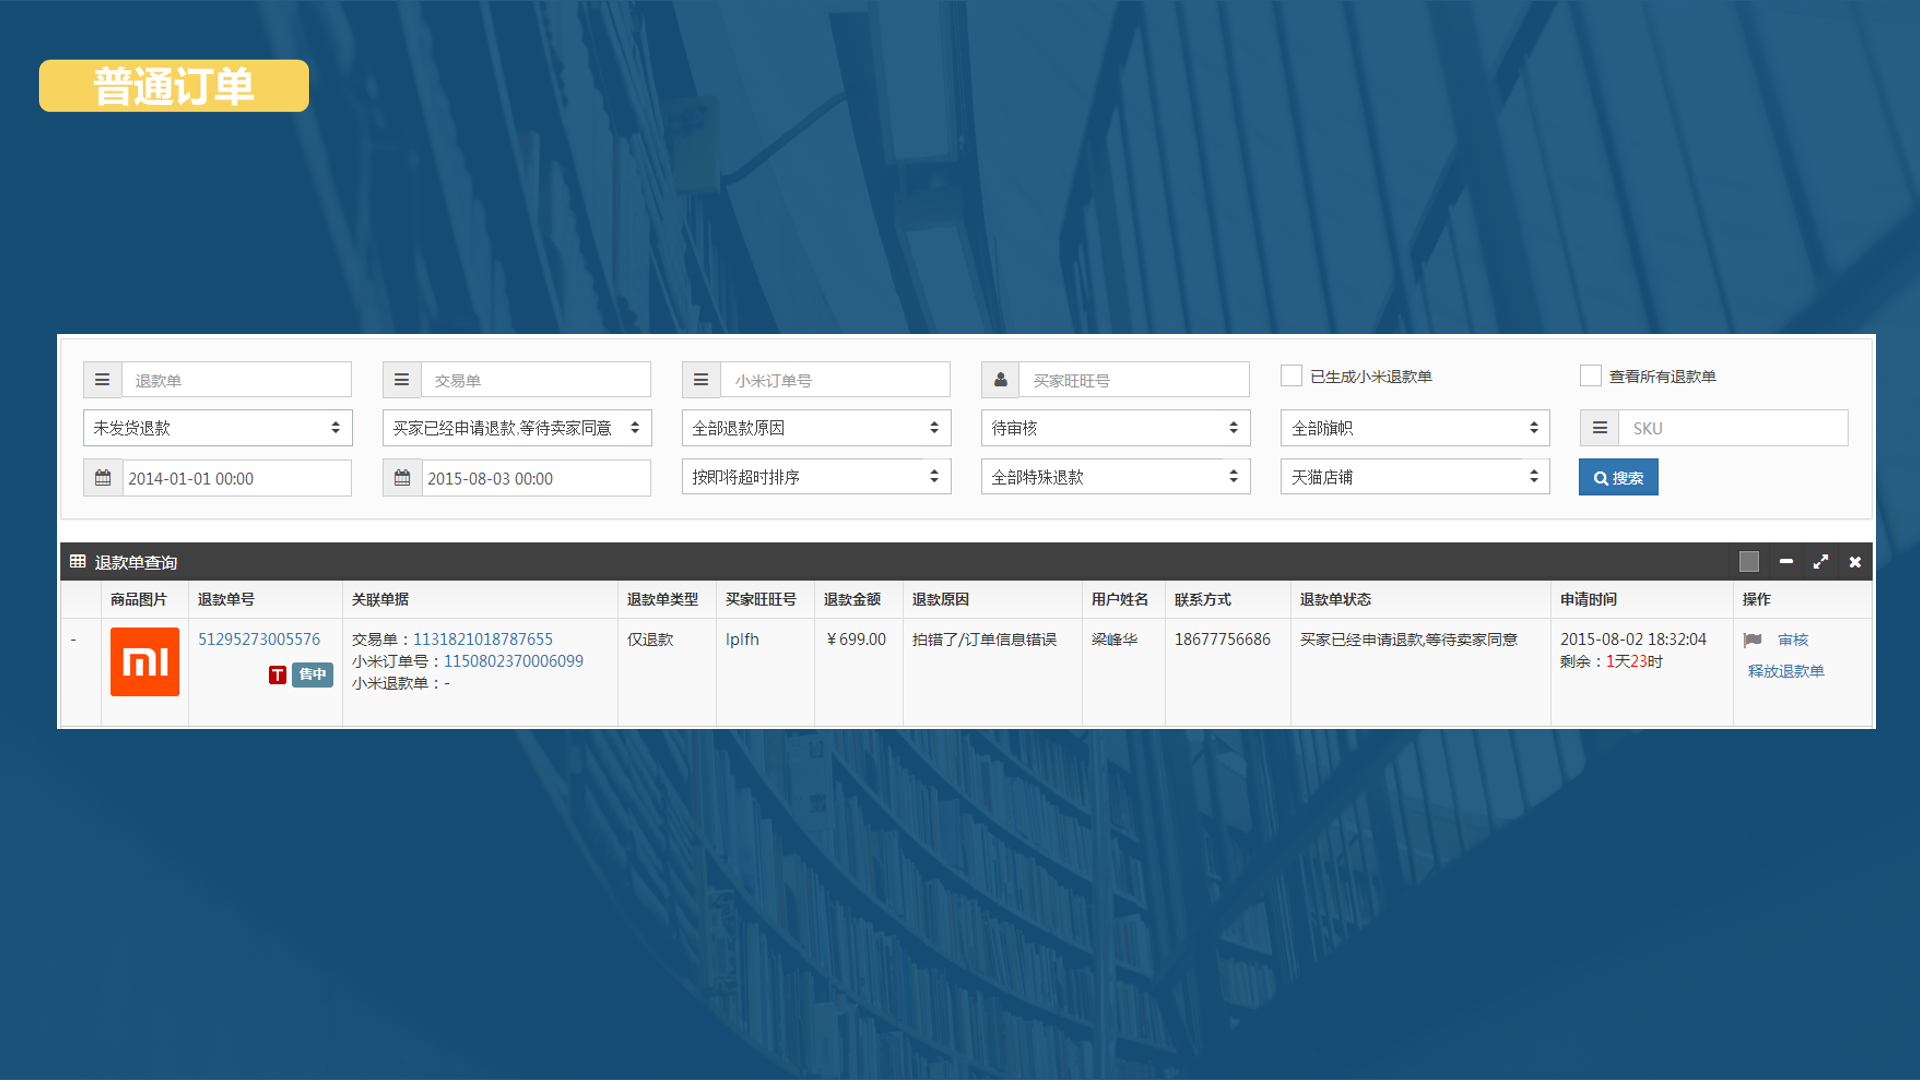 普通订单
退款单 交易单 小米订单号 买家旺旺号 已生成小米退款单 查看所有退款单
未发货退款 买家已经申请退款,等待卖家同意 全部退款原因 待审核 全部旗帜 SKU
2014-01-01 00:00 2015-08-03 00:00 按即将超时排序 全部特殊退款 天猫店铺 搜索
退款单查询
商品图片 退款单号 关联单据 退款单类型 买家旺旺号 退款金额 退款原因 用户姓名 联系方式 退款单状态 申请时间 操作
- 51295273005576 交易单：1131821018787655 仅退款 lplfh ￥699.00 拍错了/订单信息错误 梁峰华 18677756686 买家已经申请退款,等待卖家同意 2015-08-02 18:32:04 审核
mi T 售中 小米订单号：1150802370006099 剩余：1天23时 释放退款单
小米退款单：-